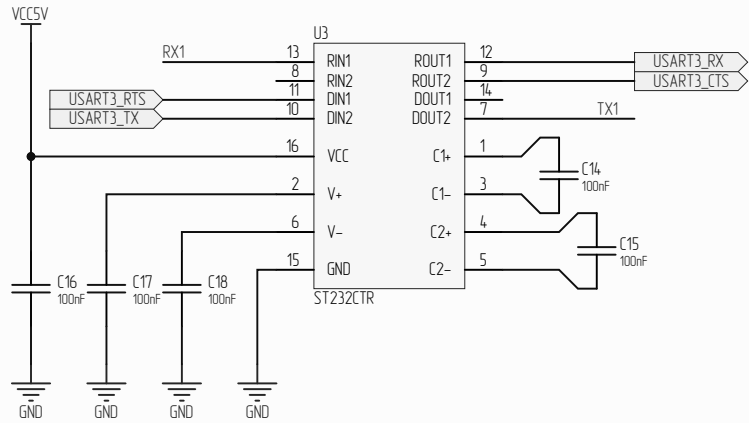 VCC5V
U3
RX1 13 RIN1 ROUT1 12 USART3_RX
8 RIN2 ROUT2 9 USART3_CTS
USART3_RTS 11 DIN1 DOUT1 14
USART3_TX 10 DIN2 DOUT2 7 TX1
16 VCC C1+ 1
C14
100nF
2 V+ C1- 3
6 V- C2+ 4
C15
100nF
15 GND C2- 5
C16 C17 C18
100nF 100nF 100nF
ST232CTR
GND GND GND GND